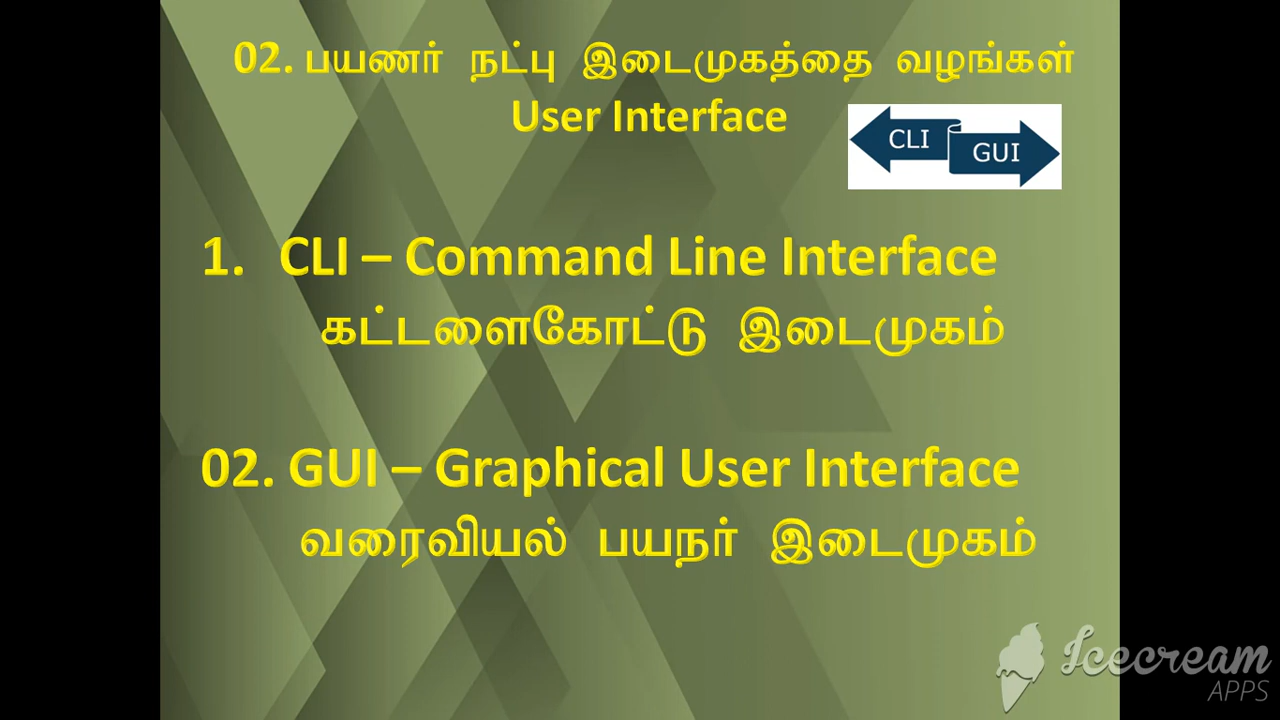 02. பயணர் நட்பு இடைமுகத்தை வழங்கள்
User Interface
CLI
GUI
1. CLI – Command Line Interface
கட்டளைகோட்டு இடைமுகம்
02. GUI – Graphical User Interface
வரைவியல் பயநர் இடைமுகம்
Icecream
APPS